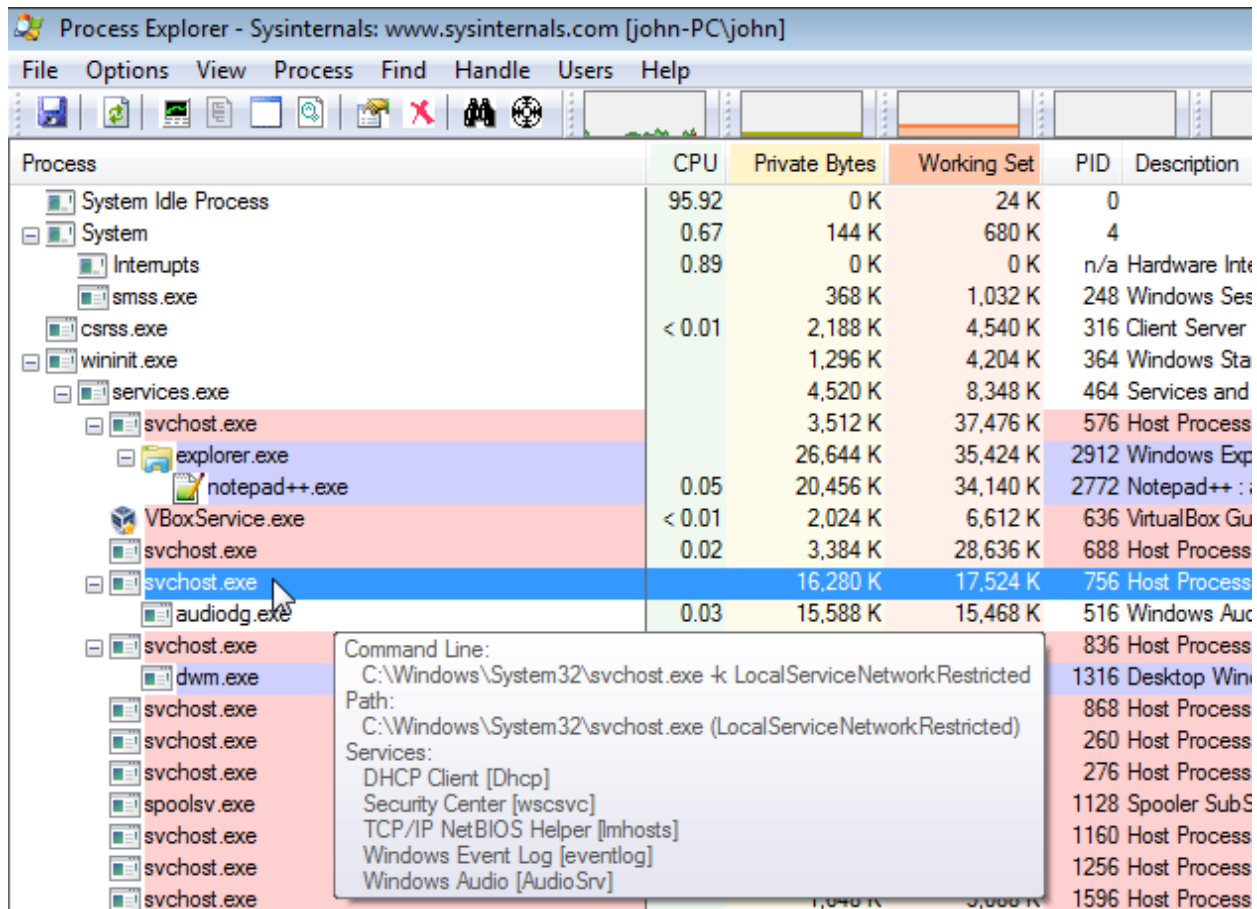 Process Explorer - Sysinternals: www.sysinternals.com [john-PC\john]
File Options View Process Find Handle Users Help
Process CPU Private Bytes Working Set PID Description
System Idle Process 95.92 0 K 24 K 0
System 0.67 144 K 680 K 4
Interrupts 0.89 0 K 0 K n/a Hardware Inte
smss.exe 368 K 1,032 K 248 Windows Ses
csrss.exe < 0.01 2,188 K 4,540 K 316 Client Server
wininit.exe 1,296 K 4,204 K 364 Windows Sta
services.exe 4,520 K 8,348 K 464 Services and
svchost.exe 3,512 K 37,476 K 576 Host Process
explorer.exe 26,644 K 35,424 K 2912 Windows Exp
notepad++.exe 0.05 20,456 K 34,140 K 2772 Notepad++ : a
VBoxService.exe < 0.01 2,024 K 6,612 K 636 VirtualBox Gu
svchost.exe 0.02 3,384 K 28,636 K 688 Host Process
svchost.exe 16,280 K 17,524 K 756 Host Process
audiodg.exe 0.03 15,588 K 15,468 K 516 Windows Aud
svchost.exe 836 Host Process
dwm.exe 1316 Desktop Wind
svchost.exe 868 Host Process
svchost.exe 260 Host Process
svchost.exe 276 Host Process
spoolsv.exe 1128 Spooler SubS
svchost.exe 1160 Host Process
svchost.exe 1256 Host Process
svchost.exe 1596 Host Process
Command Line:
C:\Windows\System32\svchost.exe -k LocalServiceNetworkRestricted
Path:
C:\Windows\System32\svchost.exe (LocalServiceNetworkRestricted)
Services:
DHCP Client [Dhcp]
Security Center [wscsvc]
TCP/IP NetBIOS Helper [lmhosts]
Windows Event Log [eventlog]
Windows Audio [AudioSrv]